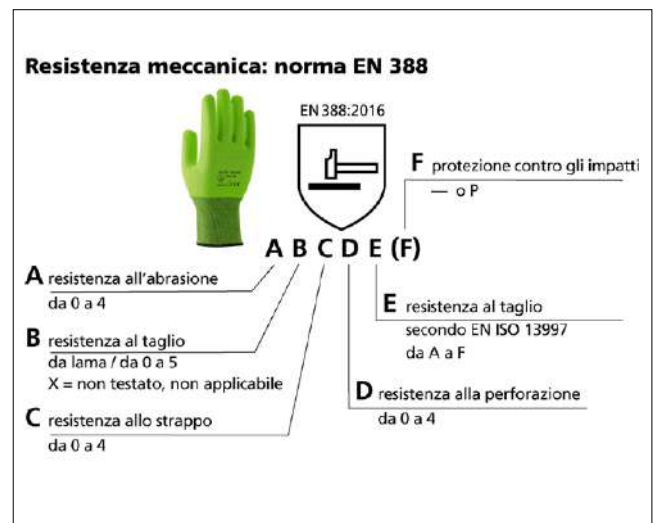 Resistenza meccanica: norma EN 388
EN 388:2016
F protezione contro gli impatti
— o P
A B C D E (F)
A resistenza all'abrasione
da 0 a 4
B resistenza al taglio
da lama / da 0 a 5
X = non testato, non applicabile
C resistenza allo strappo
da 0 a 4
E resistenza al taglio
secondo EN ISO 13997
da A a F
D resistenza alla perforazione
da 0 a 4